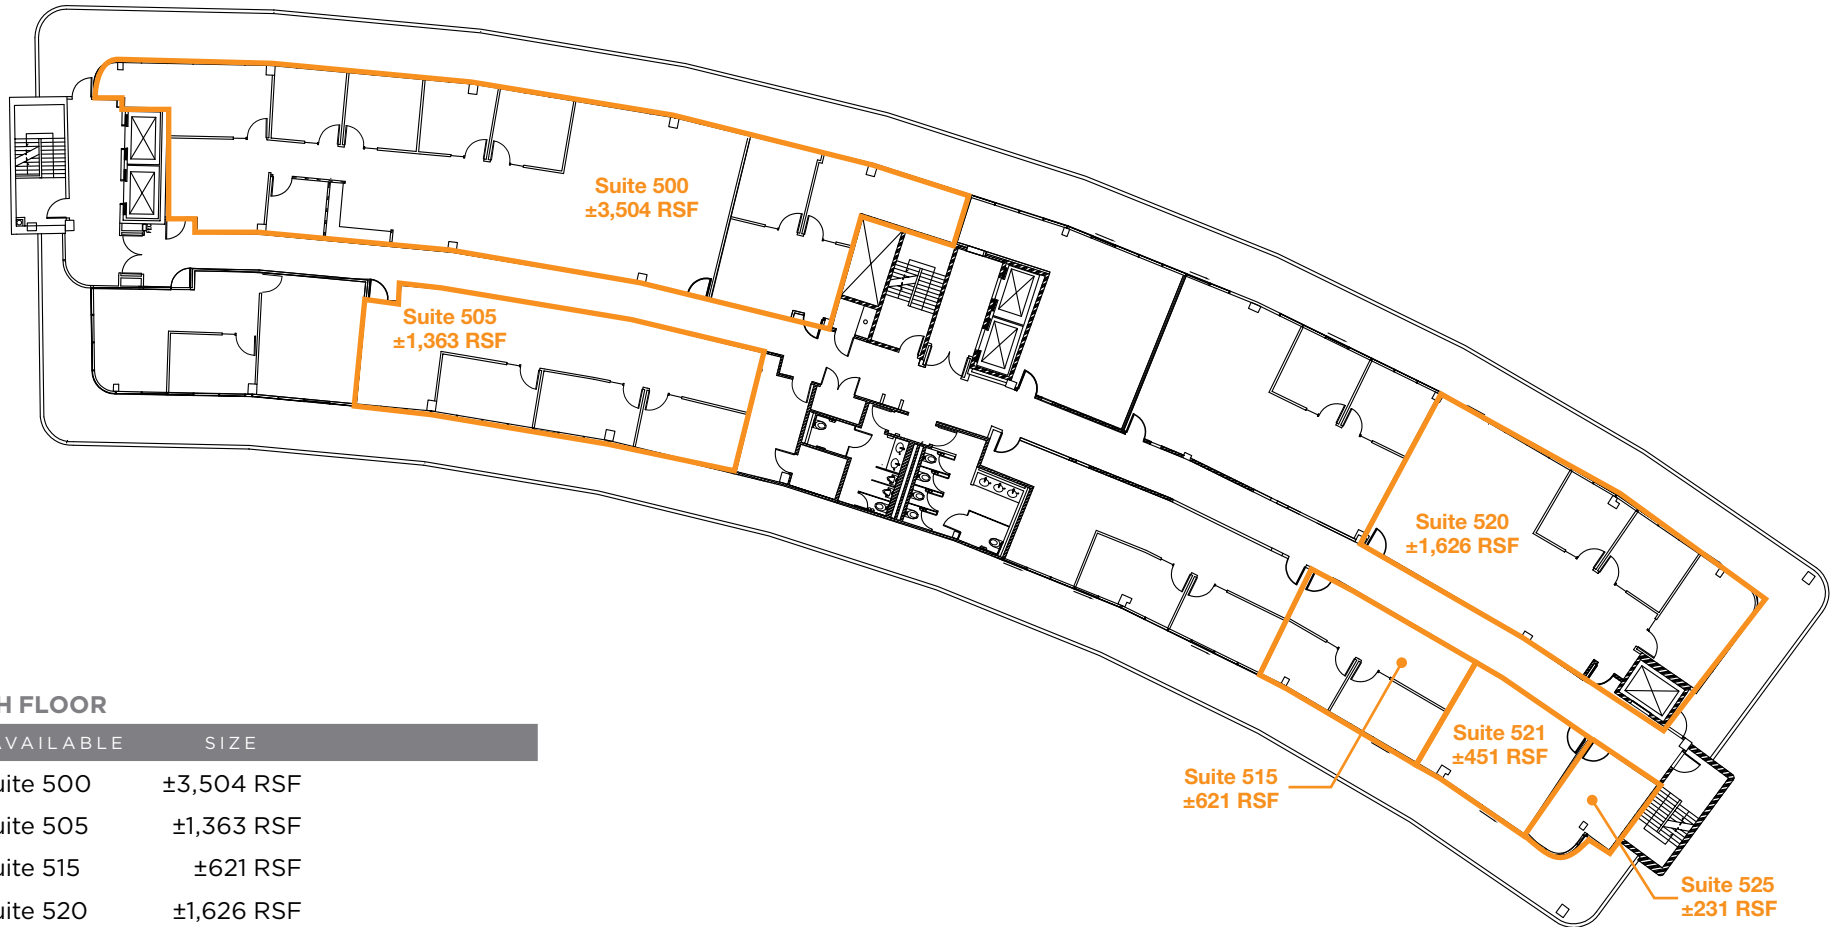 Suite 500
±3,504 RSF
Suite 505
±1,363 RSF
Suite 520
±1,626 RSF
Suite 521
±451 RSF
Suite 515
±621 RSF
Suite 525
±231 RSF
H FLOOR
AVAILABLE SIZE
uite 500 ±3,504 RSF
uite 505 ±1,363 RSF
uite 515 ±621 RSF
uite 520 ±1,626 RSF